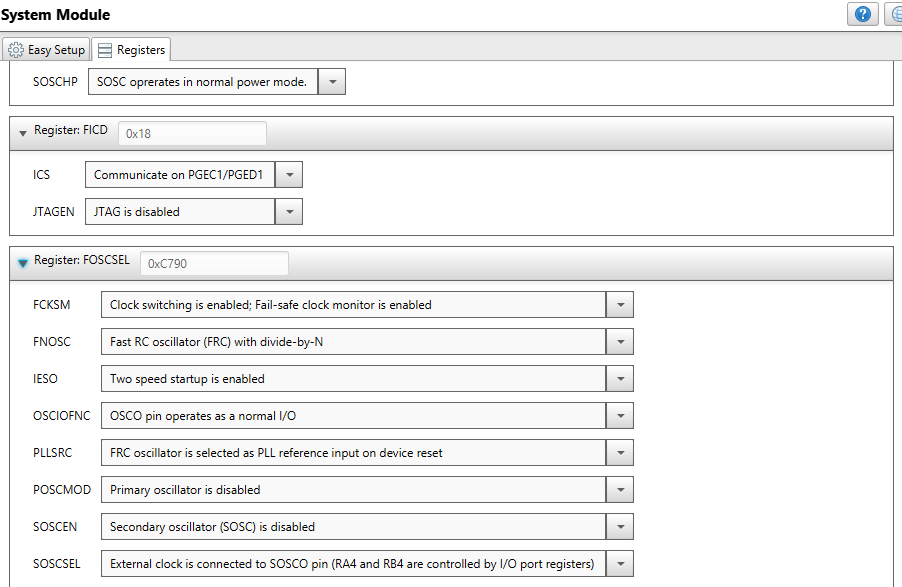 System Module
Easy Setup
Registers
SOSCHP SOSC oprerates in normal power mode.
Register: FICD 0x18
ICS Communicate on PGEC1/PGED1
JTAGEN JTAG is disabled
Register: FOSCSEL 0xC790
FCKSM Clock switching is enabled; Fail-safe clock monitor is enabled
FNOSC Fast RC oscillator (FRC) with divide-by-N
IESO Two speed startup is enabled
OSCIOFNC OSCO pin operates as a normal I/O
PLLSRC FRC oscillator is selected as PLL reference input on device reset
POSCMOD Primary oscillator is disabled
SOSCEN Secondary oscillator (SOSC) is disabled
SOSCSEL External clock is connected to SOSCO pin (RA4 and RB4 are controlled by I/O port registers)